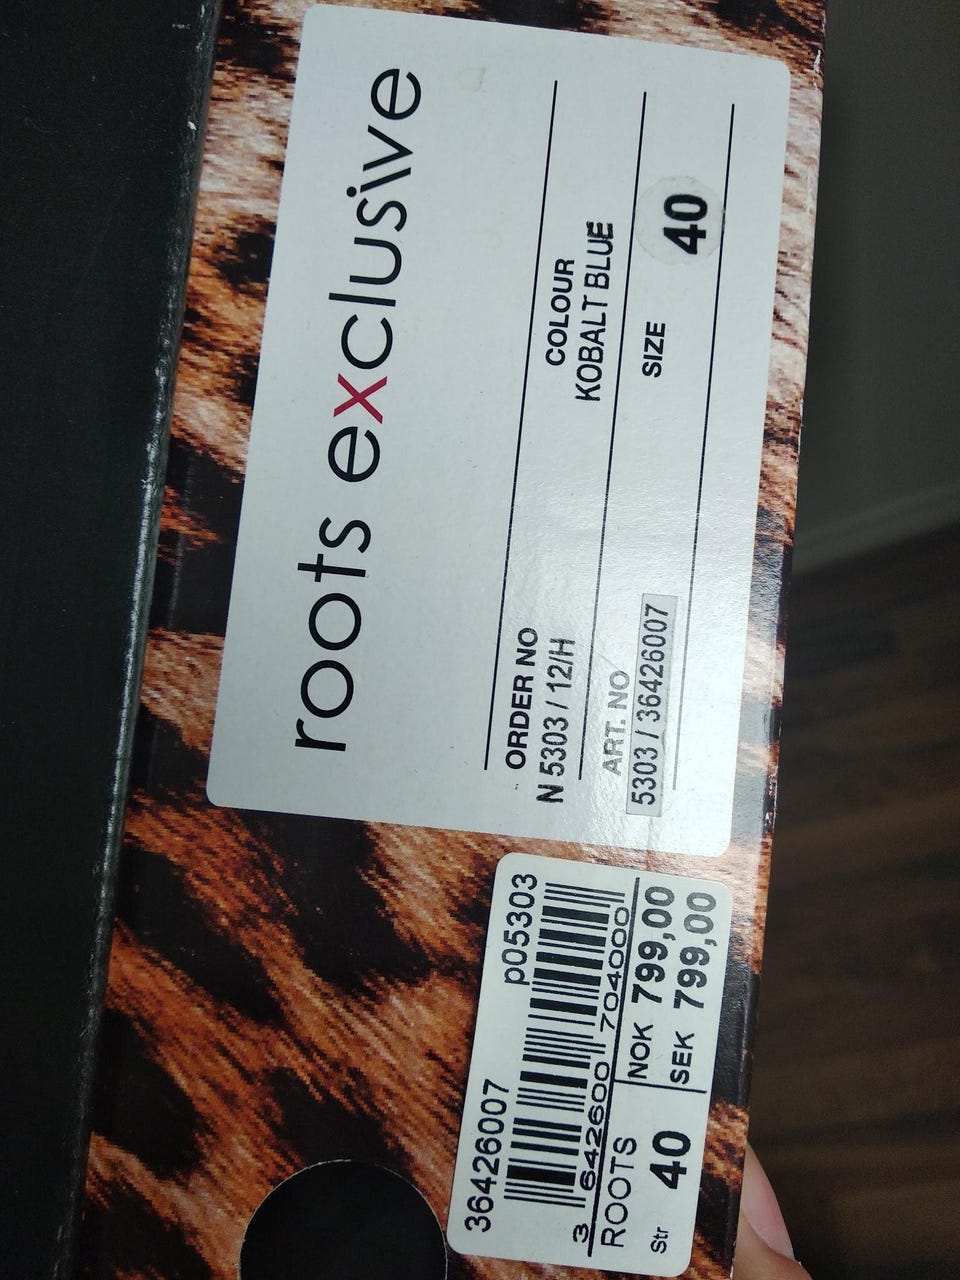 roots exclusive
ORDER NO
N 5303 / 12/H
COLOUR
KOBALT BLUE
ART. NO
5303 / 36426007
SIZE
40
36426007
p05303
3 642600 704000
ROOTS
NOK 799,00
Str 40
SEK 799,00